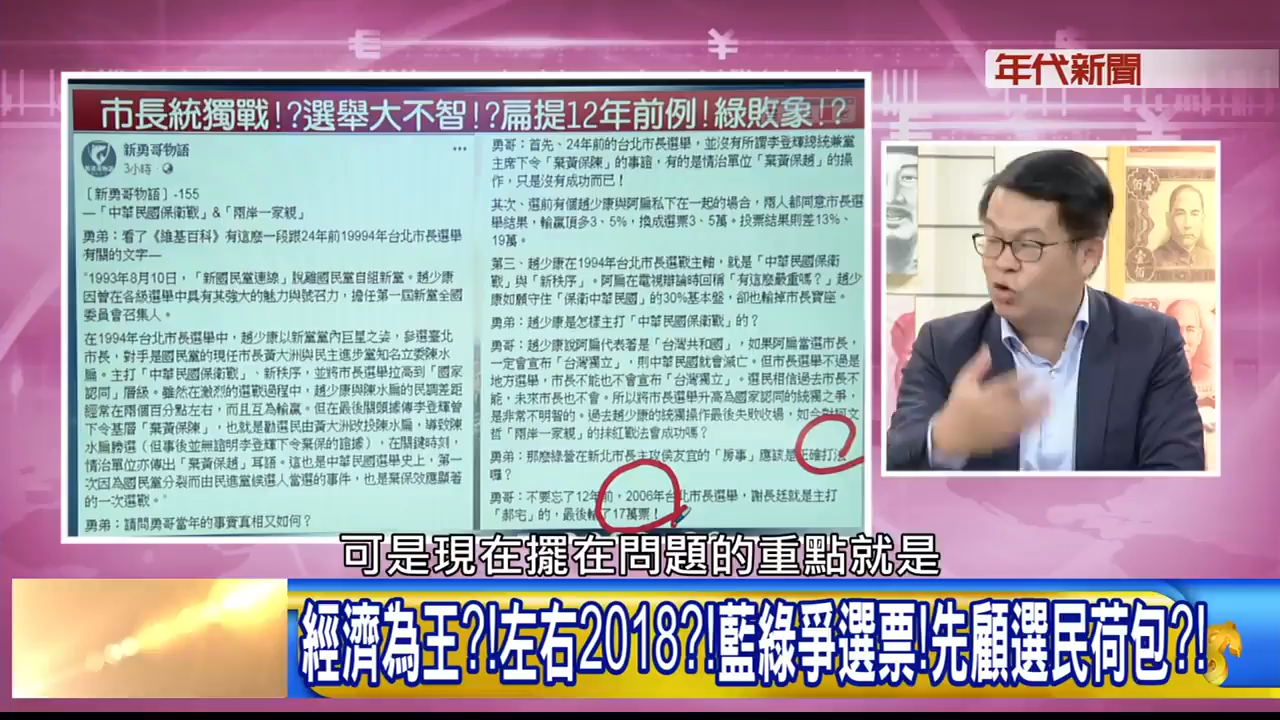 年代新聞
市長統獨戰!?選舉大不智!?扁提12年前例!綠敗象!?
新勇哥物語
3小時
〔新勇哥物語〕-155
—「中華民國保衛戰」&「兩岸一家親」
勇弟：看了《維基百科》有這麼一段跟24年前19994年台北市長選舉
有關的文字—
"1993年8月10日，「新國民黨連線」說離國民黨自組新黨。趙少康
因曾在各級選舉中具有其強大的魅力與號召力，擔任第一屆新黨全國
委員會召集人。
在1994年台北市長選舉中，趙少康以新黨黨內巨星之姿，參選臺北
市長，對手是國民黨的現任市長黃大洲與民主進步黨知名立委陳水
扁。主打「中華民國保衛戰」、新秩序，並將市長選舉拉高到「國家
認同」層級。雖然在激烈的選戰過程中，趙少康與陳水扁的民調差距
經常在兩個百分點左右，而且互為輸贏。但在最後關頭據傳李登輝曾
下令基層「棄黃保陳」，也就是勸選民由黃大洲改投陳水扁，導致陳
水扁勝選（但事後並無證明李登輝下令棄保的證據），在關鍵時刻，
情治單位亦傳出「棄黃保趙」耳語。這也是中華民國選舉史上，第一
次因為國民黨分裂而由民進黨候選人當選的事件，也是棄保效應顯著
的一次選戰。"
勇弟：請問勇哥當年的事實真相又如何？
勇哥：首先、24年前的台北市長選舉，並沒有所謂李登輝總統兼黨
主席下令「棄黃保陳」的事誼，有的是情治單位「棄黃保趙」的操
作，只是沒有成功而已！
其次、選前有個趙少康與阿扁私下在一起的場合，兩人都同意市長選
舉結果，輸贏頂多3、5%，換成選票3、5萬。投票結果則差13%、
19萬。
第三、趙少康在1994年台北市長選戰主軸，就是「中華民國保衛
戰」與「新秩序」。阿扁在電視辯論時回稱「有這麼嚴重嗎？」趙少
康如願守住「保衛中華民國」的30%基本盤，卻也輸掉市長寶座。
勇弟：趙少康是怎樣主打「中華民國保衛戰」的？
勇哥：趙少康說阿扁代表著是「台灣共和國」，如果阿扁當選市長，
一定會宣布「台灣獨立」，則中華民國就會滅亡。但市長選舉不過是
地方選舉，市長不能也不會宣布「台灣獨立」。選民相信過去市長不
能，未來市長也不會。所以將市長選舉升高為國家認同的統獨之爭，
是非常不明智的。過去趙少康的統獨操作最後失敗收場，如今對柯文
哲「兩岸一家親」的抹紅戰法會成功嗎？
勇弟：那麼綠營在新北市長主攻侯友宜的「房事」應該是正確打法
囉？
勇哥：不要忘了12年前，2006年台北市長選舉，謝長廷就是主打
「郝宅」的，最後輸了17萬票！
可是現在擺在問題的重點就是
經濟為王?!左右2018?!藍綠爭選票!先顧選民荷包?!